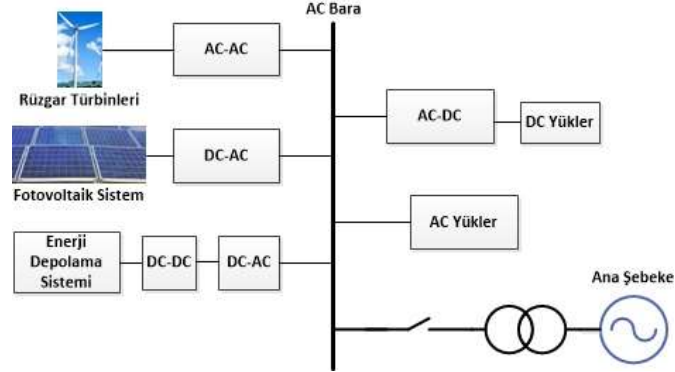 AC Bara
AC-AC
Rüzgar Türbinleri
AC-DC
DC Yükler
DC-AC
Fotovoltaik Sistem
AC Yükler
Enerji
Depolama
Sistemi
DC-DC
DC-AC
Ana Şebeke